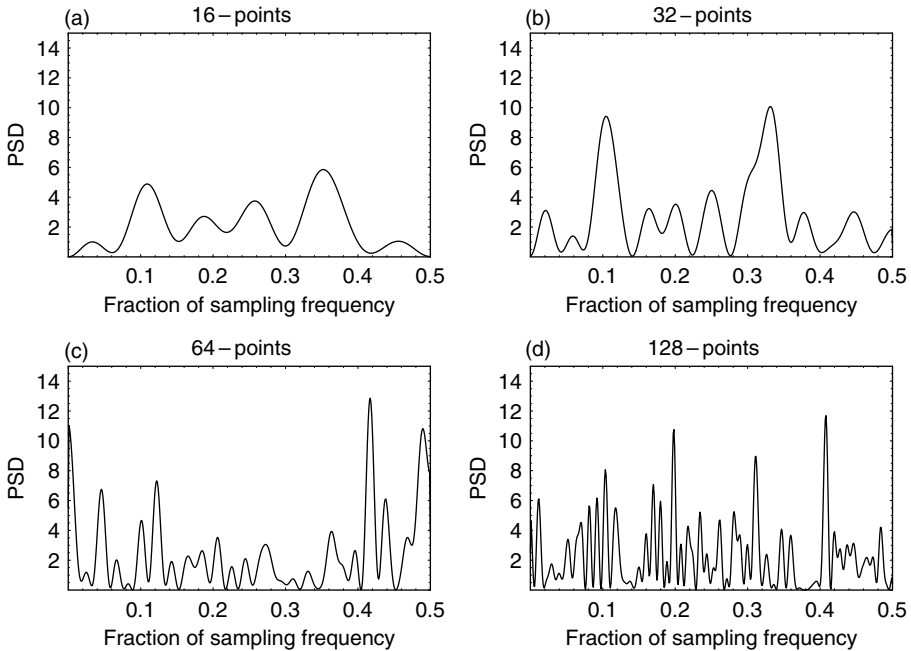 (a) 16–points
14
12
10
8
6
4
2
PSD
0.1 0.2 0.3 0.4 0.5
Fraction of sampling frequency
(b) 32–points
14
12
10
8
6
4
2
PSD
0.1 0.2 0.3 0.4 0.5
Fraction of sampling frequency
(c) 64–points
14
12
10
8
6
4
2
PSD
0.1 0.2 0.3 0.4 0.5
Fraction of sampling frequency
(d) 128–points
14
12
10
8
6
4
2
PSD
0.1 0.2 0.3 0.4 0.5
Fraction of sampling frequency